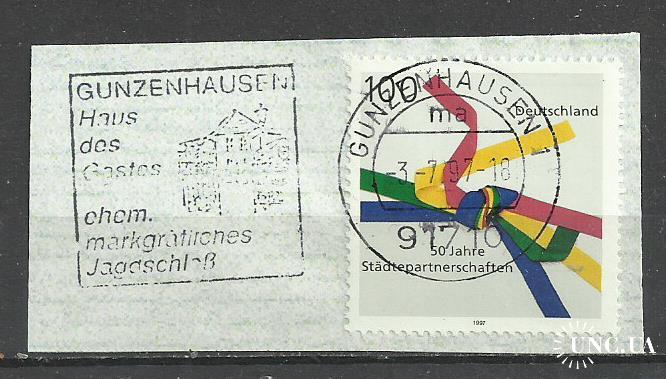 GUNZENHAUSEN
Haus
des
Gastes
ehem.
markgräfliches
Jagdschloß
100
Deutschland
GUNZENHAUSEN 1
ma
-3.-7.97-18
91710
50 Jahre
Städtepartnerschaften
1997
UNC.UA